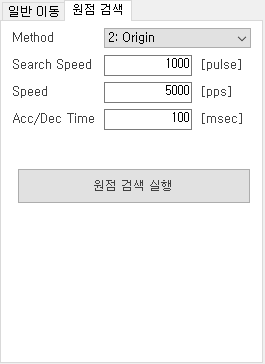 일반 이동 원점 검색
Method 2: Origin
Search Speed 1000 [pulse]
Speed 5000 [pps]
Acc/Dec Time 100 [msec]
원점 검색 실행